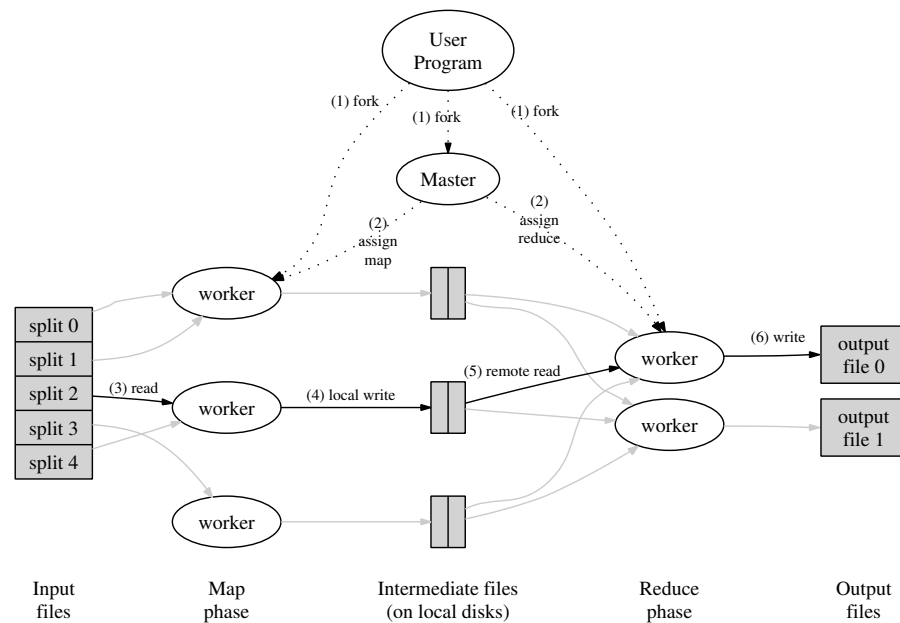 User
Program
(1) fork
(1) fork
(1) fork
Master
(2)
assign
map
(2)
assign
reduce
worker
split 0
split 1
split 2
split 3
split 4
(3) read
worker
(4) local write
(5) remote read
worker
(6) write
output
file 0
worker
output
file 1
worker
Input
files
Map
phase
Intermediate files
(on local disks)
Reduce
phase
Output
files